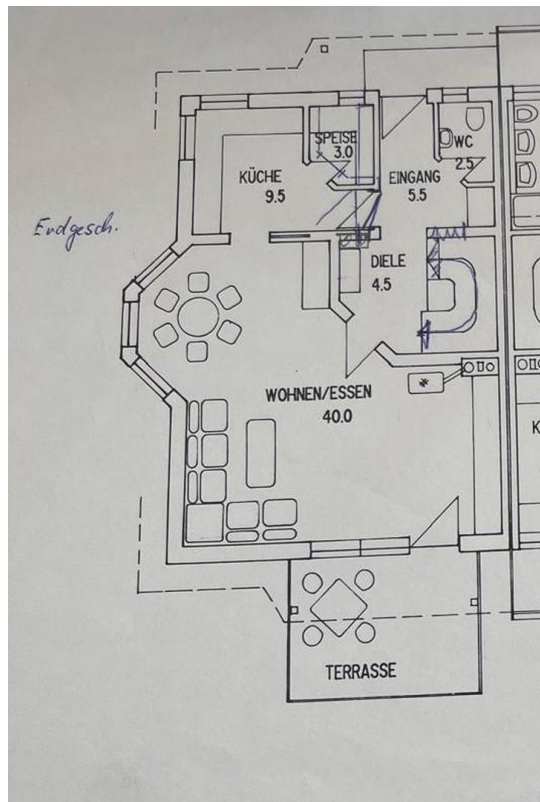 SPEISE
3.0
WC
2.5
KÜCHE
9.5
EINGANG
5.5
Erdgesch.
DIELE
4.5
WOHNEN/ESSEN
40.0
K
TERRASSE